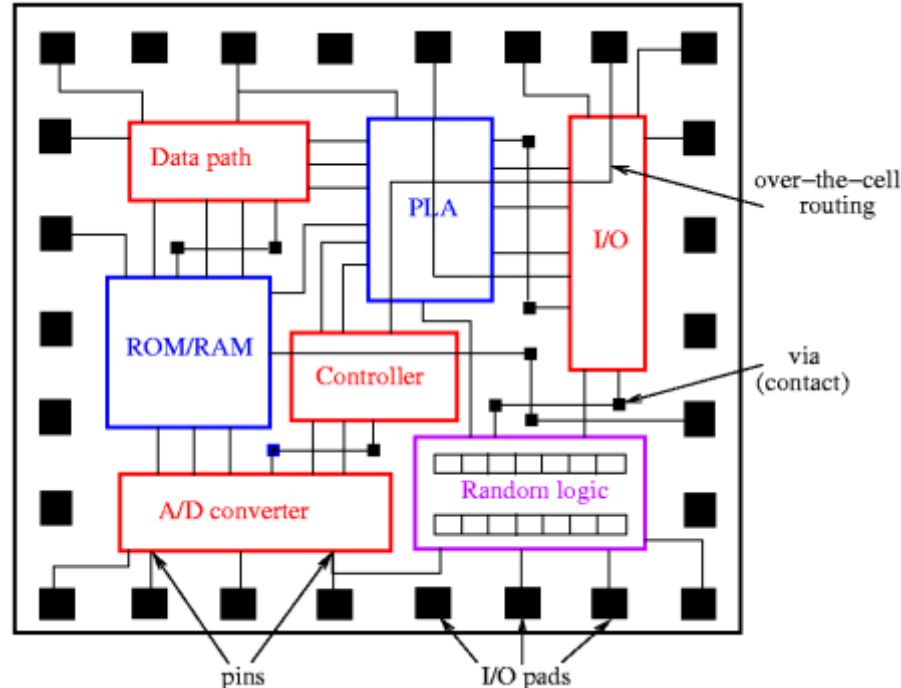 Data path
PLA
I/O
over−the−cell
routing
ROM/RAM
Controller
via
(contact)
A/D converter
Random logic
pins
I/O pads